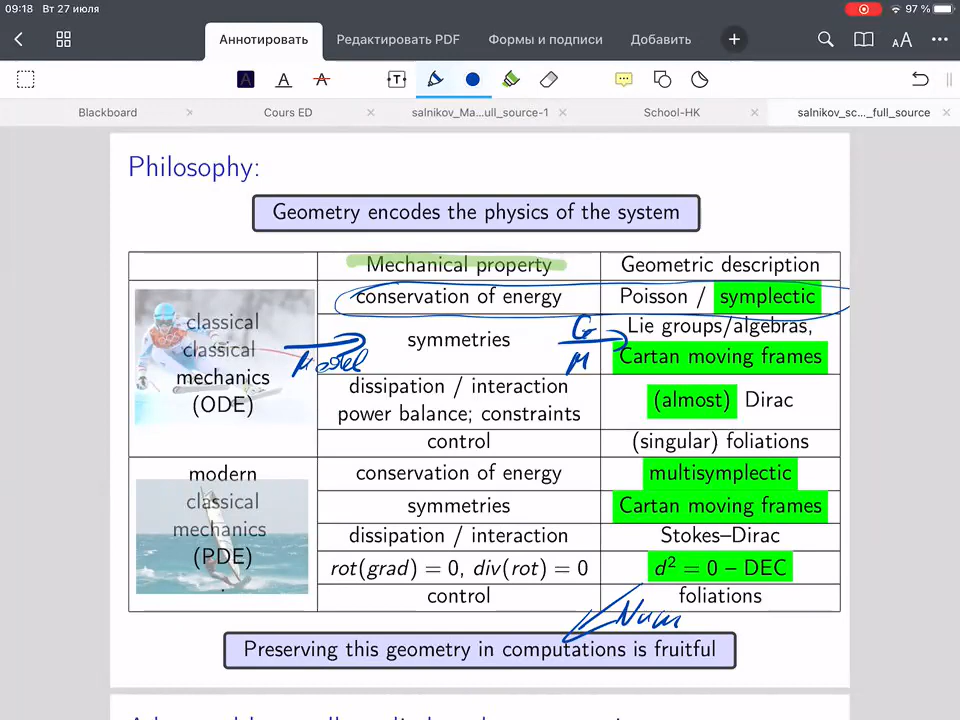 09:18 Вт 27 июля 97 %
Аннотировать Редактировать PDF Формы и подписи Добавить
Blackboard Cours ED salnikov_Ma...ull_source-1 School-HK salnikov_sc..._full_source
Philosophy:
Geometry encodes the physics of the system
Mechanical property Geometric description
classical
classical
mechanics
(ODE)
conservation of energy Poisson / symplectic
symmetries Lie groups/algebras,
Cartan moving frames
dissipation / interaction
power balance; constraints (almost) Dirac
control (singular) foliations
Model
G
M
modern
classical
mechanics
(PDE)
conservation of energy multisymplectic
symmetries Cartan moving frames
dissipation / interaction Stokes–Dirac
rot(grad) = 0, div(rot) = 0 d² = 0 – DEC
control foliations
Num
Preserving this geometry in computations is fruitful